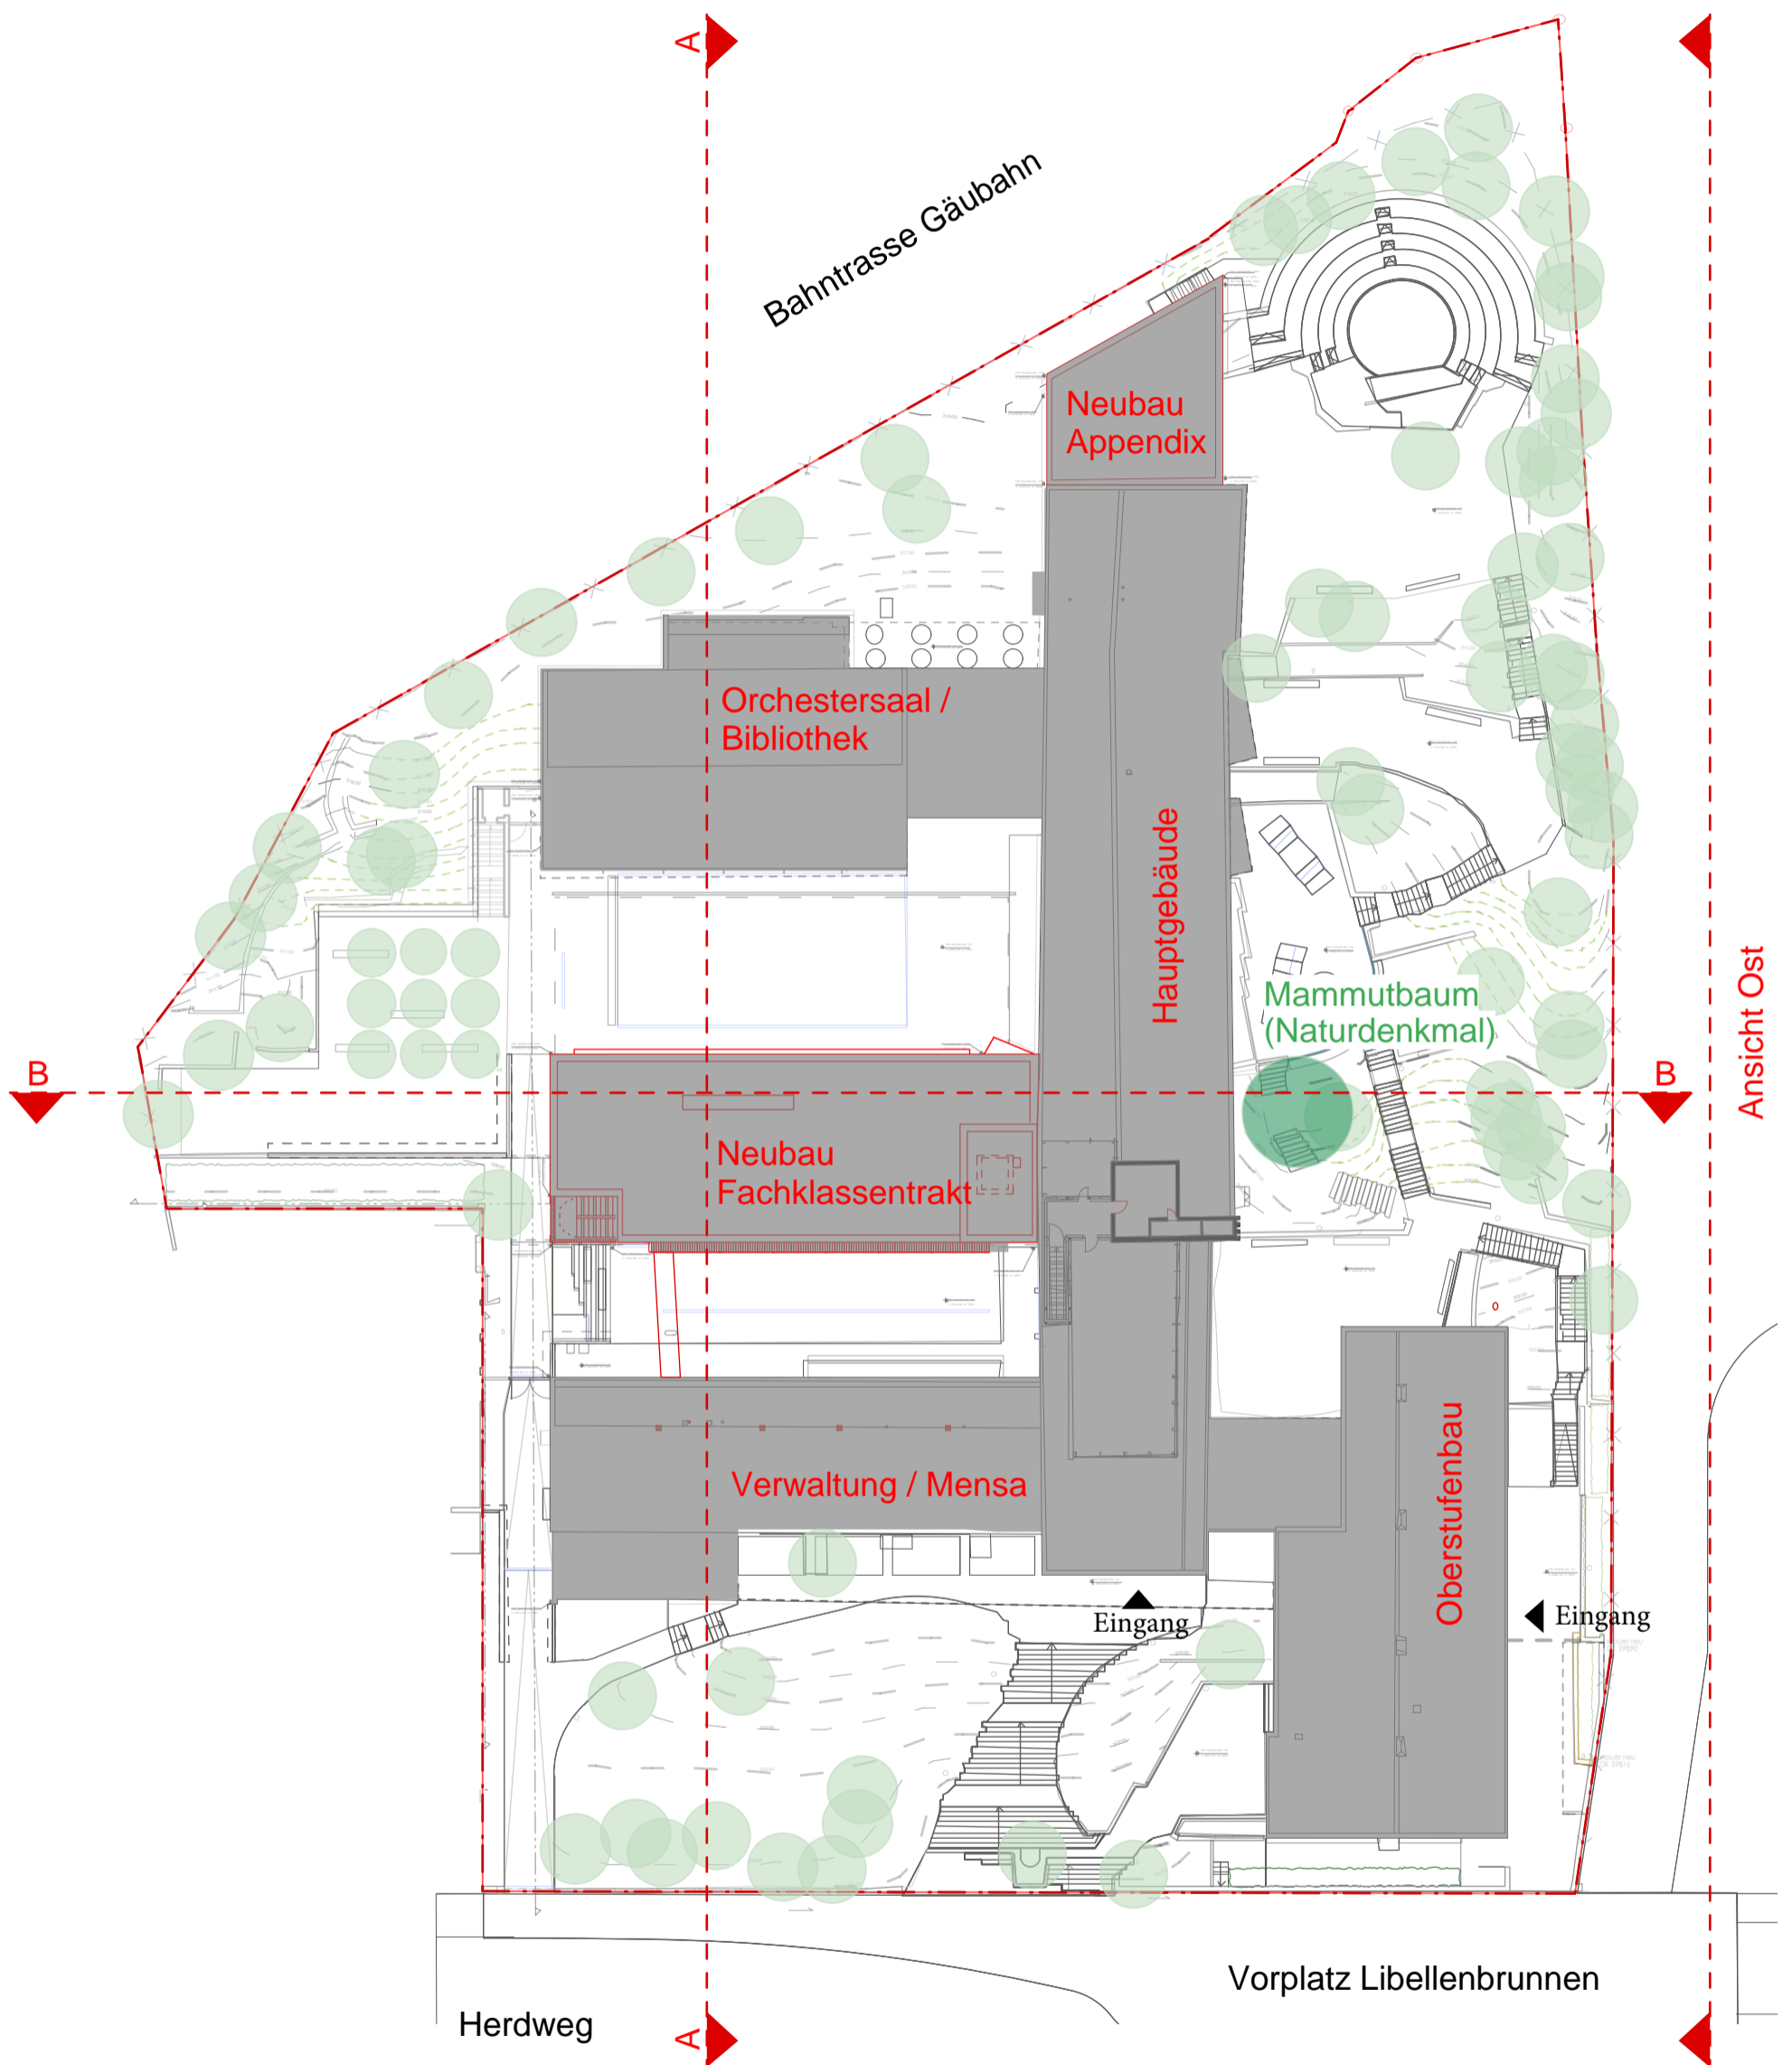 A
Bahntrasse Gäubahn
Neubau
Appendix
Orchestersaal /
Bibliothek
Hauptgebäude
Mammutbaum
(Naturdenkmal)
Ansicht Ost
B
B
Neubau
Fachklassentrakt
Verwaltung / Mensa
Oberstufenbau
Eingang
Eingang
Vorplatz Libellenbrunnen
Herdweg
A